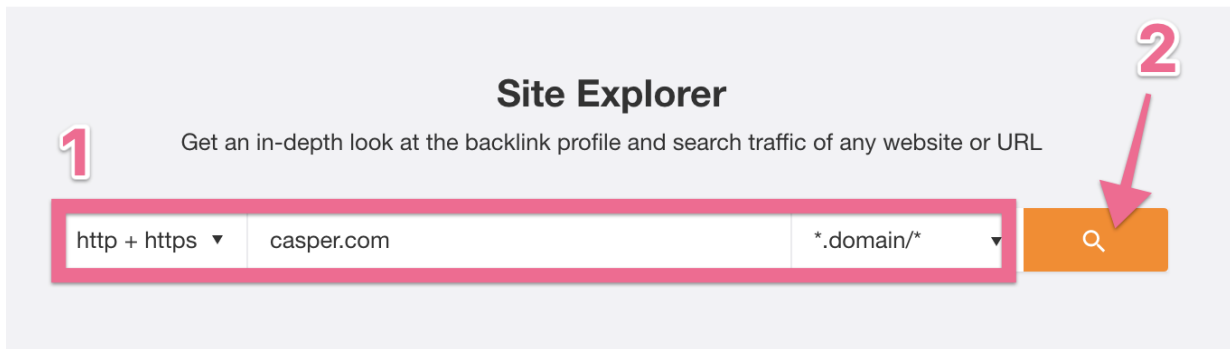 2
Site Explorer
1
Get an in-depth look at the backlink profile and search traffic of any website or URL
http + https casper.com *.domain/*